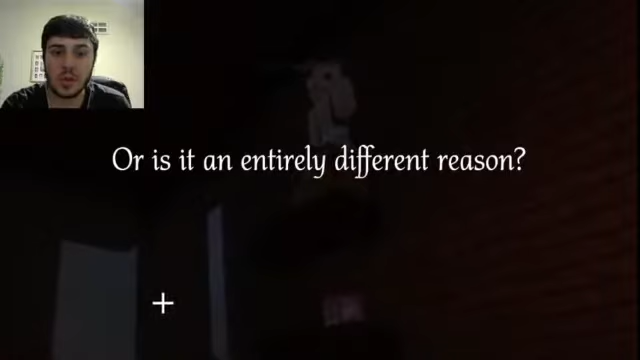 Or is it an entirely different reason?